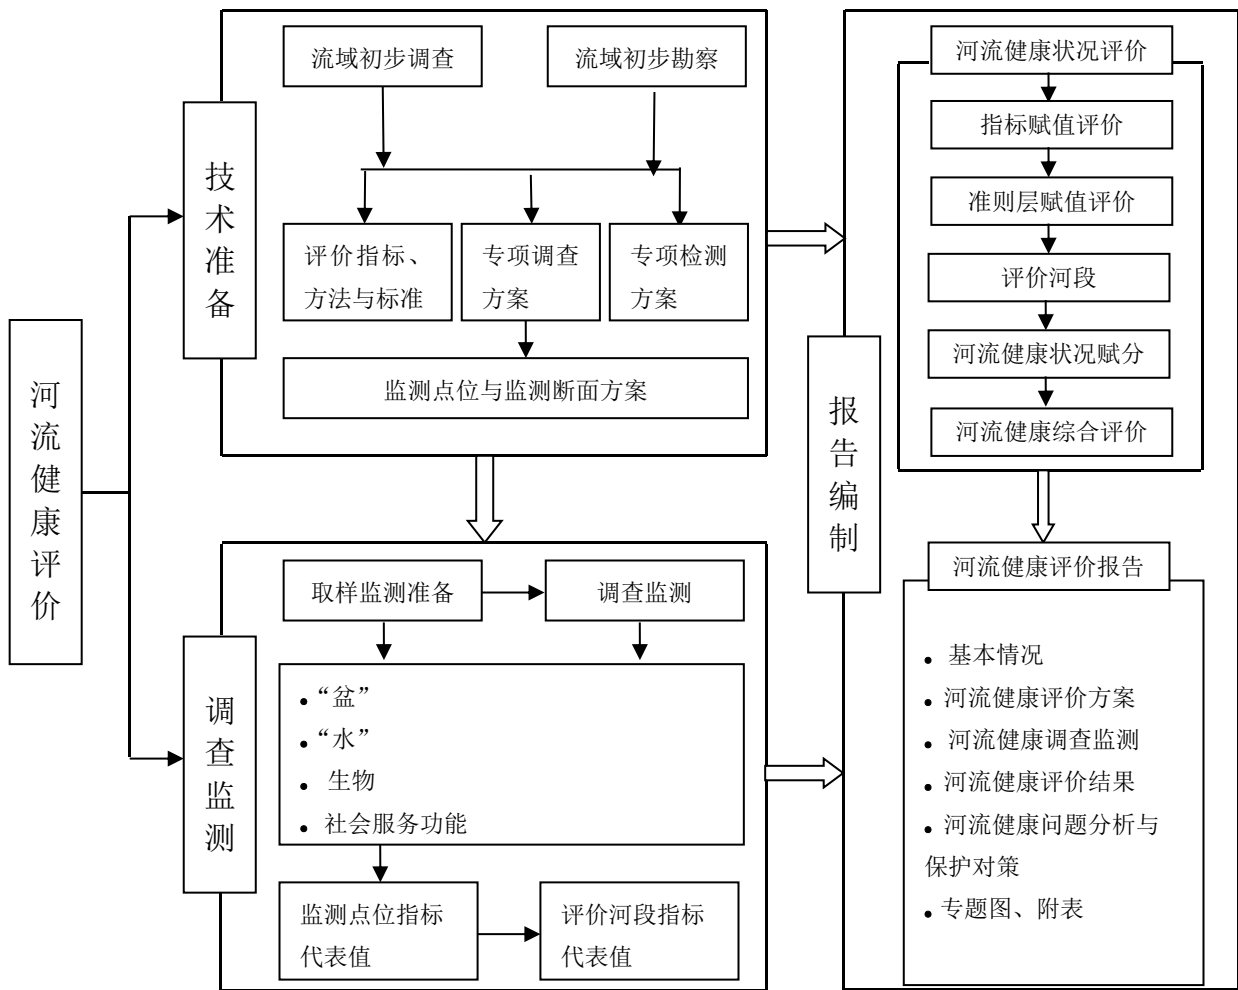 河流健康评价
技术准备
流域初步调查
流域初步勘察
评价指标、
方法与标准
专项调查
方案
专项检测
方案
监测点位与监测断面方案
调查监测
取样监测准备
调查监测
“盆”
“水”
生物
社会服务功能
监测点位指标
代表值
评价河段指标
代表值
报告编制
河流健康状况评价
指标赋值评价
准则层赋值评价
评价河段
河流健康状况赋分
河流健康综合评价
河流健康评价报告
基本情况
河流健康评价方案
河流健康调查监测
河流健康评价结果
河流健康问题分析与
保护对策
专题图、附表